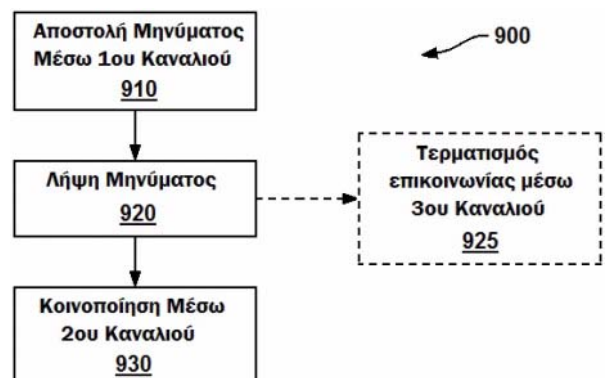 Αποστολή Μηνύματος
Μέσω 1ου Καναλιού
910
900
Λήψη Μηνύματος
920
Τερματισμός
επικοινωνίας μέσω
3ου Καναλιού
925
Κοινοποίηση Μέσω
2ου Καναλιού
930